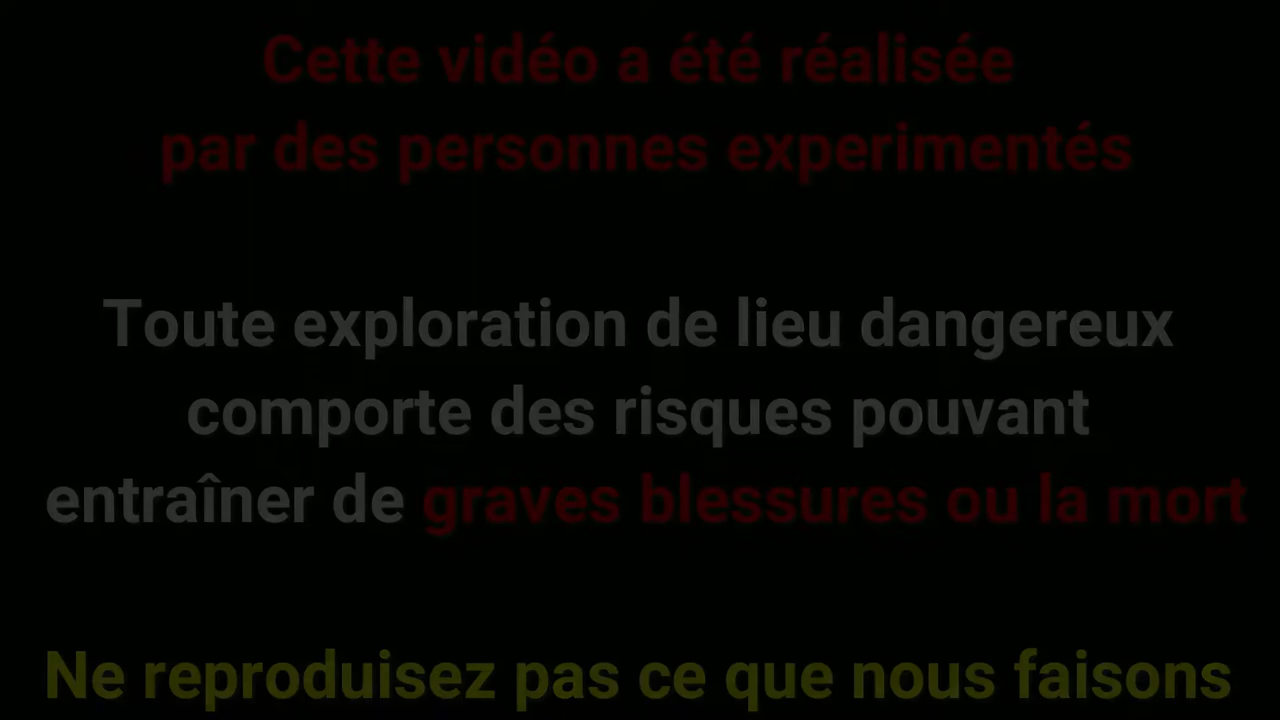 Cette vidéo a été réalisée
par des personnes experimentés
Toute exploration de lieu dangereux
comporte des risques pouvant
entraîner de graves blessures ou la mort
Ne reproduisez pas ce que nous faisons